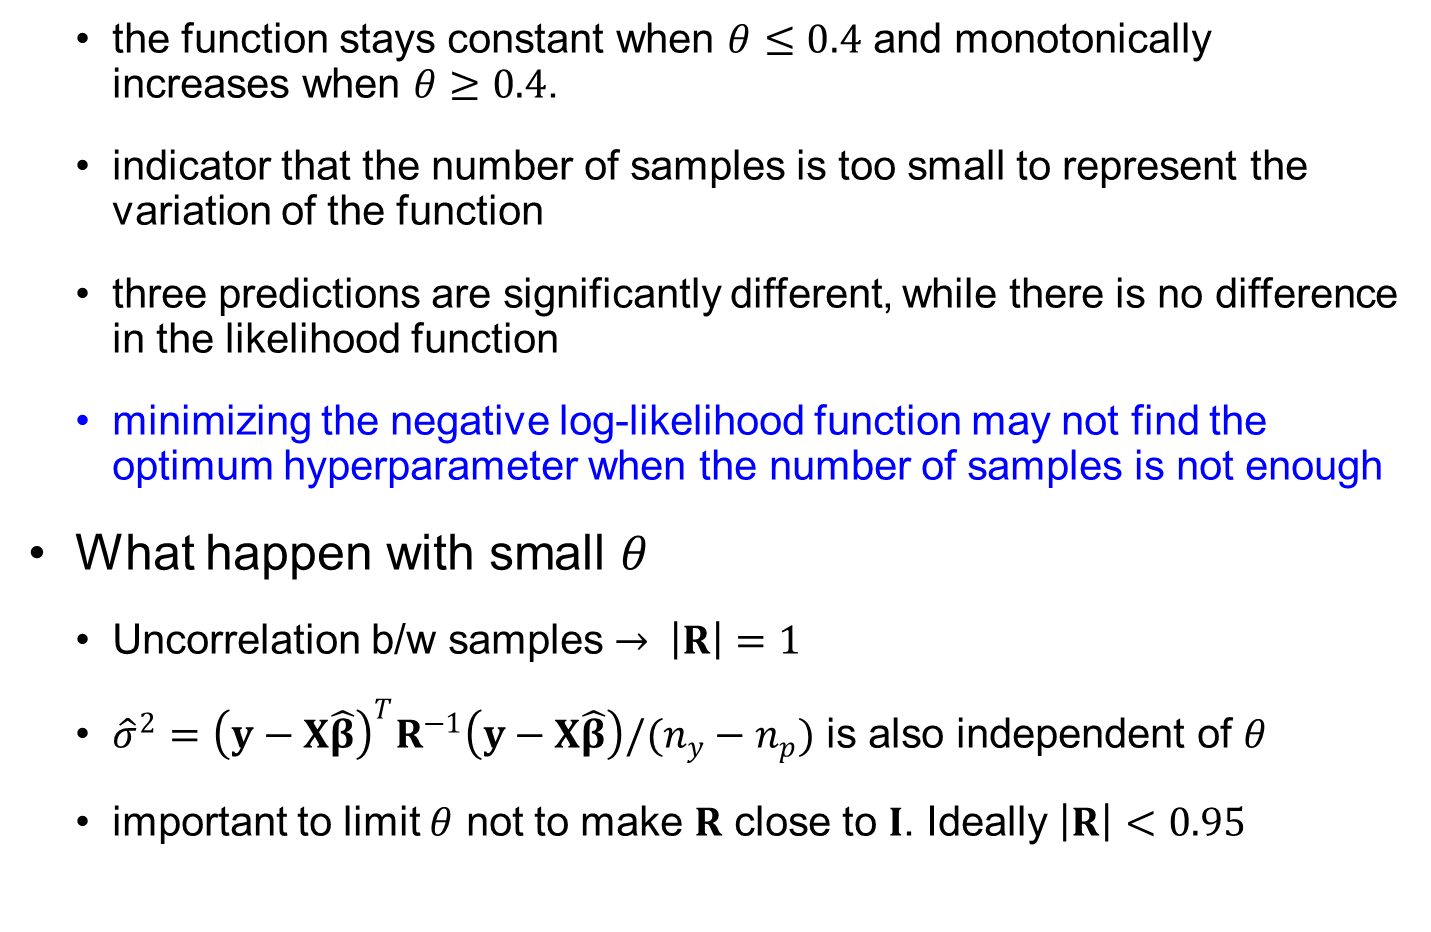 • the function stays constant when θ ≤ 0.4 and monotonically
increases when θ ≥ 0.4.
• indicator that the number of samples is too small to represent the
variation of the function
• three predictions are significantly different, while there is no difference
in the likelihood function
• minimizing the negative log-likelihood function may not find the
optimum hyperparameter when the number of samples is not enough
• What happen with small θ
• Uncorrelation b/w samples → |R| = 1
• σ̂² = (y − Xβ̂)ᵀ R⁻¹(y − Xβ̂)/(n_y − n_p) is also independent of θ
• important to limit θ not to make R close to I. Ideally |R| < 0.95